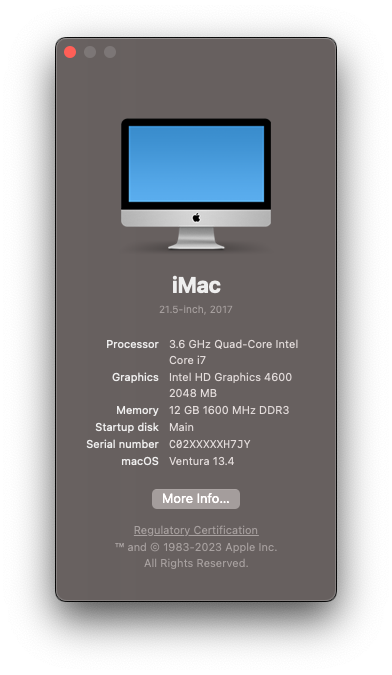 iMac
21.5-inch, 2017
Processor 3.6 GHz Quad-Core Intel
Core i7
Graphics Intel HD Graphics 4600
2048 MB
Memory 12 GB 1600 MHz DDR3
Startup disk Main
Serial number C02XXXXXH7JY
macOS Ventura 13.4
More Info...
Regulatory Certification
™ and © 1983-2023 Apple Inc.
All Rights Reserved.